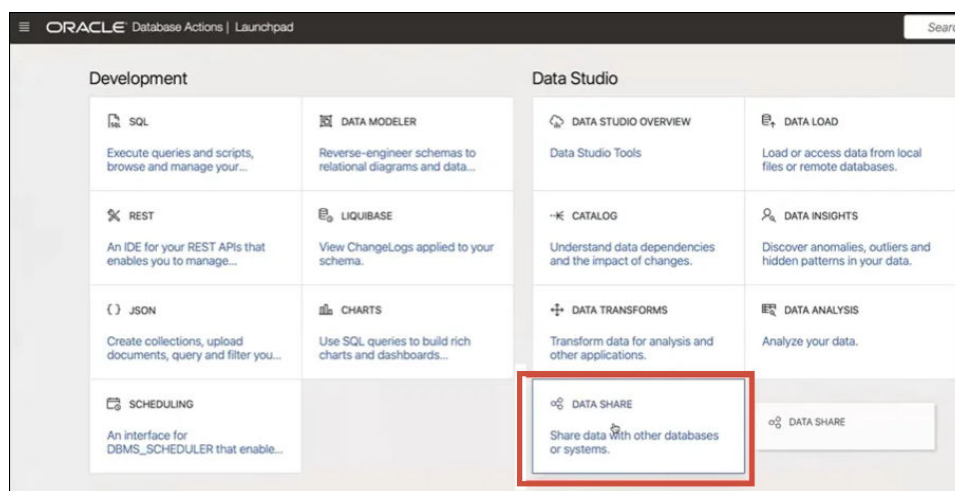 ORACLE Database Actions | Launchpad
Development
SQL
Execute queries and scripts,
browse and manage your...
DATA MODELER
Reverse-engineer schemas to
relational diagrams and data...
REST
An IDE for your REST APIs that
enables you to manage...
LIQUIBASE
View ChangeLogs applied to your
schema.
{} JSON
Create collections, upload
documents, query and filter you...
CHARTS
Use SQL queries to build rich
charts and dashboards...
SCHEDULING
An interface for
DBMS_SCHEDULER that enable...
Data Studio
DATA STUDIO OVERVIEW
Data Studio Tools
DATA LOAD
Load or access data from local
files or remote databases.
CATALOG
Understand data dependencies
and the impact of changes.
DATA INSIGHTS
Discover anomalies, outliers and
hidden patterns in your data.
DATA TRANSFORMS
Transform data for analysis and
other applications.
DATA ANALYSIS
Analyze your data.
DATA SHARE
Share data with other databases
or systems.
DATA SHARE